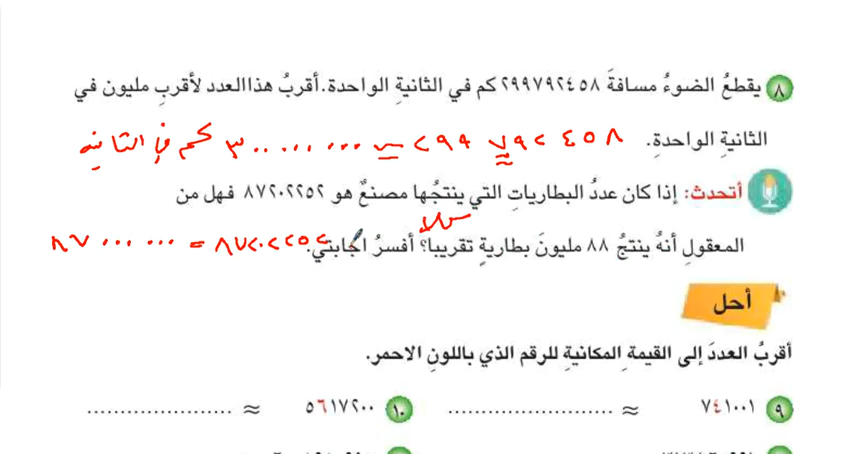 ٨ يقطعُ الضوءُ مسافةَ ٢٩٩٧٩٢٤٥٨ كم في الثانيةِ الواحدة.أقربُ هذاالعدد لأقربِ مليون في
الثانيةِ الواحدةِ. ٢٩٩٧٩٢٤٥٨ = ٣٠٠٠٠٠٠٠٠ كم في الثانيه
≈
أتحدث: إذا كان عددُ البطارياتِ التي ينتجُها مصنعٌ هو ٨٧٢٠٢٢٥٢ فهل من
كلا
المعقولِ أنهُ ينتجُ ٨٨ مليونَ بطاريةٍ تقريبا؟ أفسرُ اجابتي. ٨٧٢٠٢٢٥٢ = ٨٧٠٠٠٠٠٠
أحل
أقربُ العددَ إلى القيمةِ المكانيةِ للرقم الذي باللونِ الاحمر.
٩ ٧٤١٠٠١ ≈ ........................ ١٠ ٥٦١٧٢٠٠ ≈ .....................